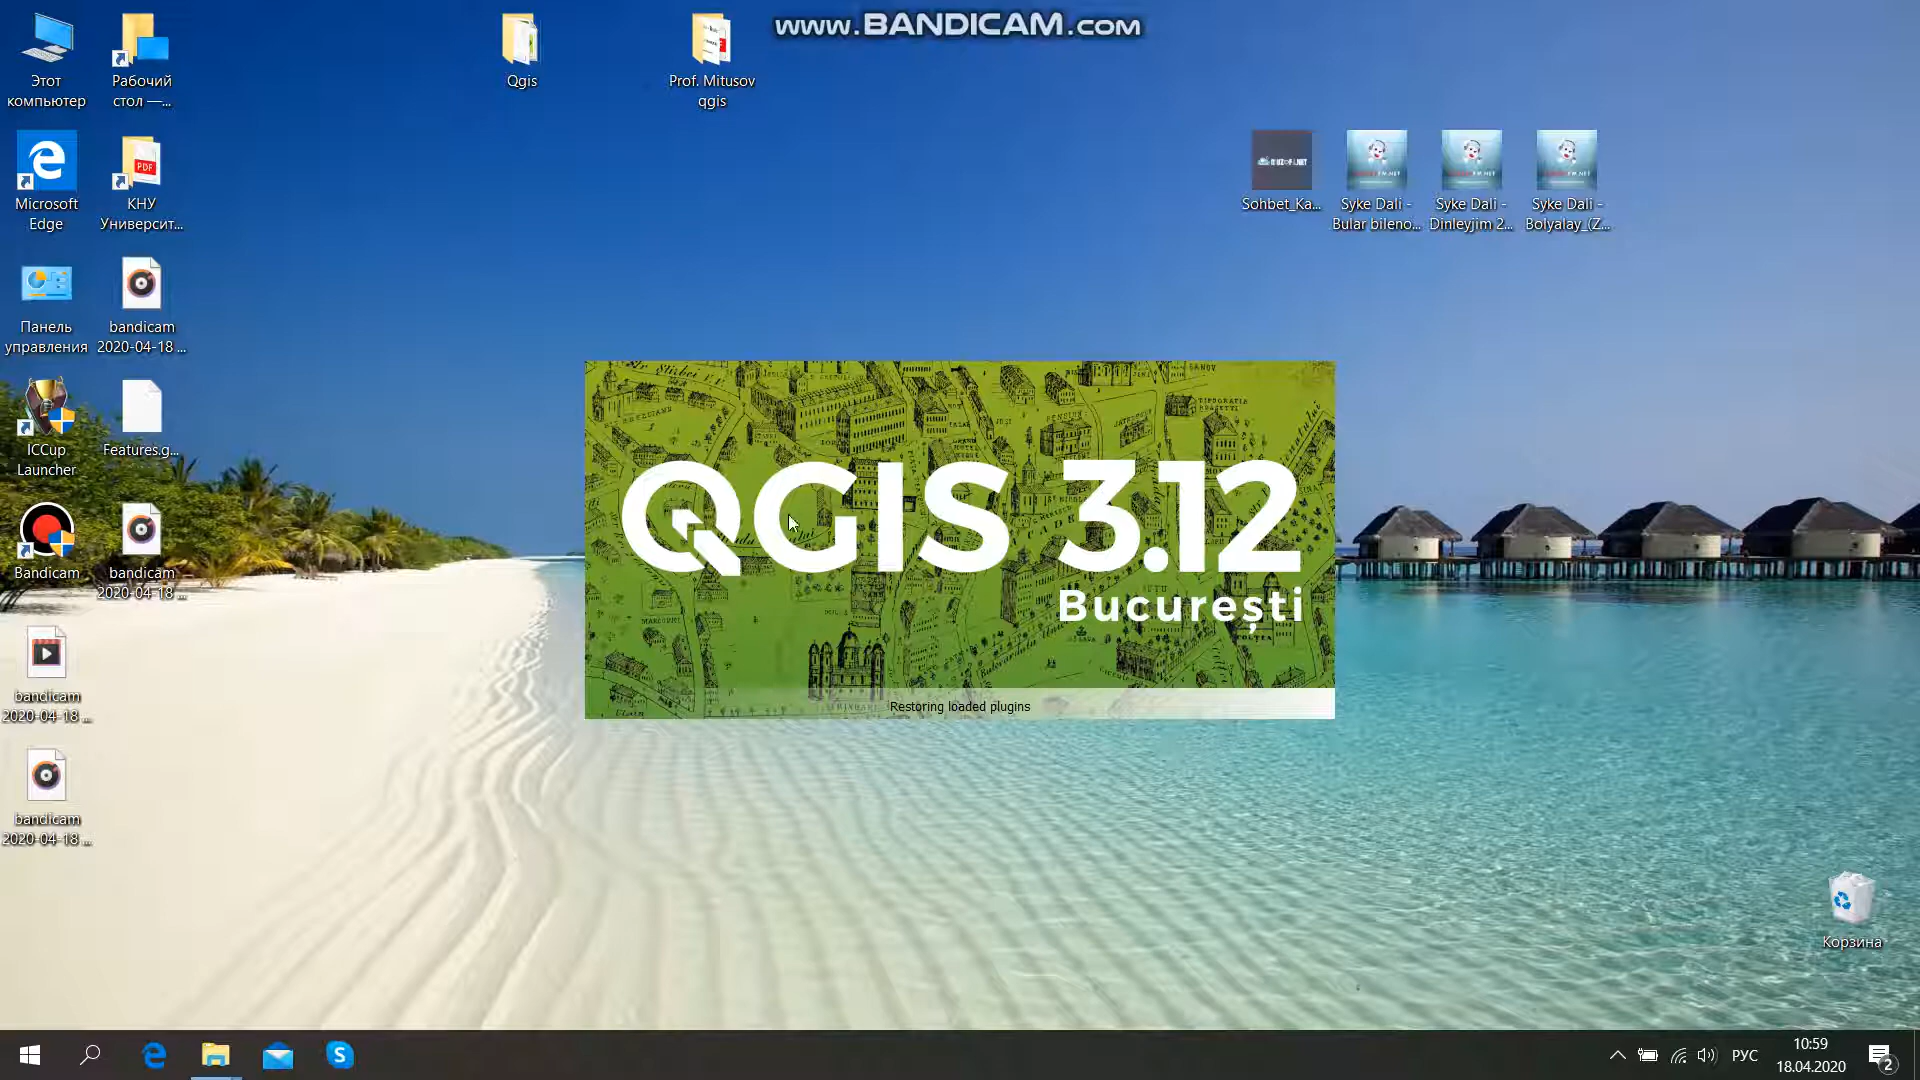 www.BANDICAM.com
Этот
компьютер
Рабочий
стол —...
Qgis
Prof. Mitusov
qgis
Microsoft
Edge
PDF
КНУ
Университ...
Sohbet_Ka...
Syke Dali -
Bular bileno...
Syke Dali -
Dinleyjim 2...
Syke Dali -
Bolyalay_(Z...
Панель
управления
bandicam
2020-04-18 ...
ICCup
Launcher
Features.g...
Bandicam
bandicam
2020-04-18 ...
QGIS 3.12
București
Restoring loaded plugins
bandicam
2020-04-18 ...
bandicam
2020-04-18 ...
Корзина
РУС
10:59
18.04.2020
2